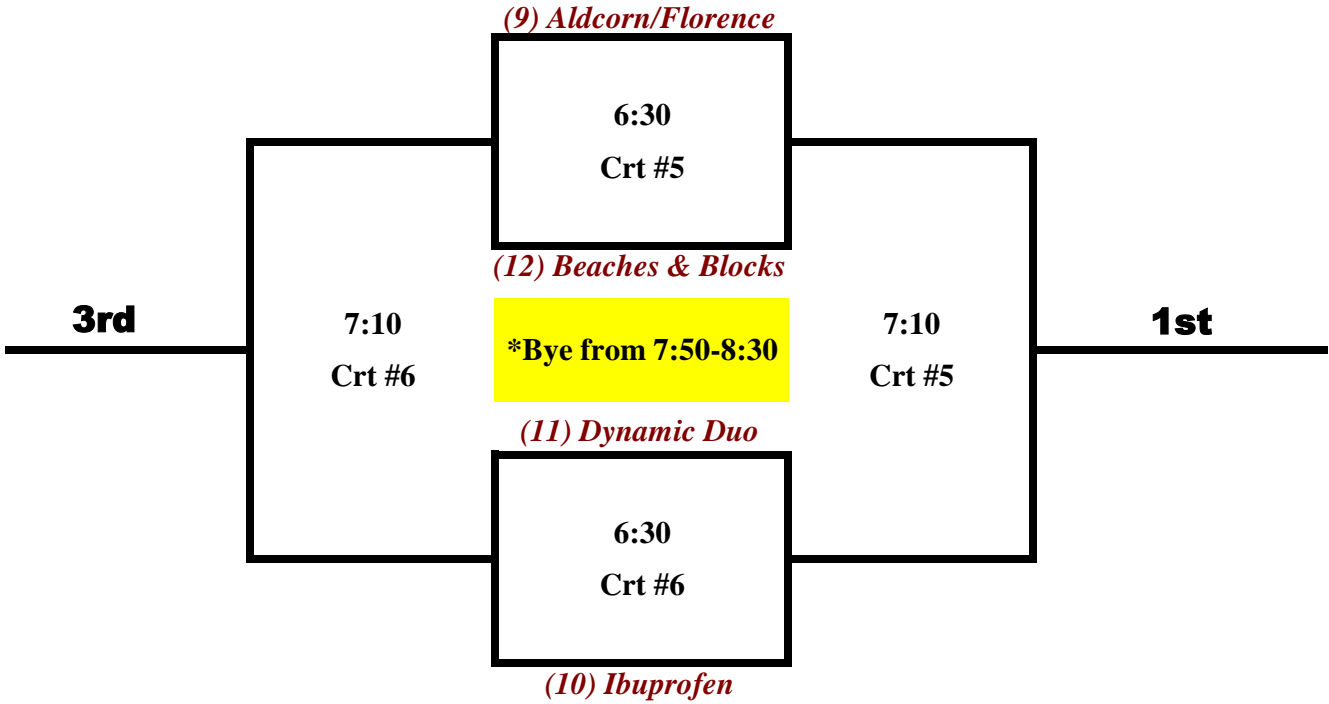 (9) Aldcorn/Florence
6:30
Crt #5
(12) Beaches & Blocks
3rd
7:10
Crt #6
*Bye from 7:50-8:30
7:10
Crt #5
1st
(11) Dynamic Duo
6:30
Crt #6
(10) Ibuprofen